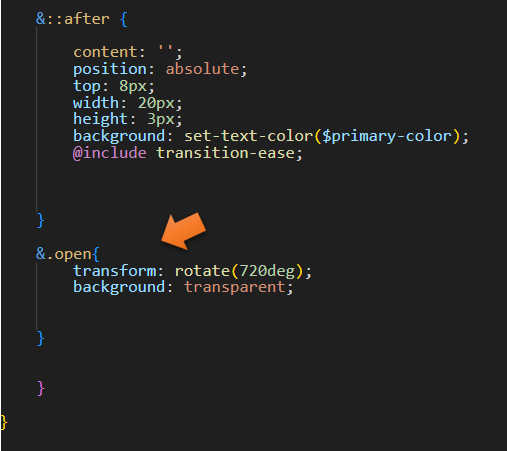 &::after {
content: '';
position: absolute;
top: 8px;
width: 20px;
height: 3px;
background: set-text-color($primary-color);
@include transition-ease;
}
&.open{
transform: rotate(720deg);
background: transparent;
}
}
}